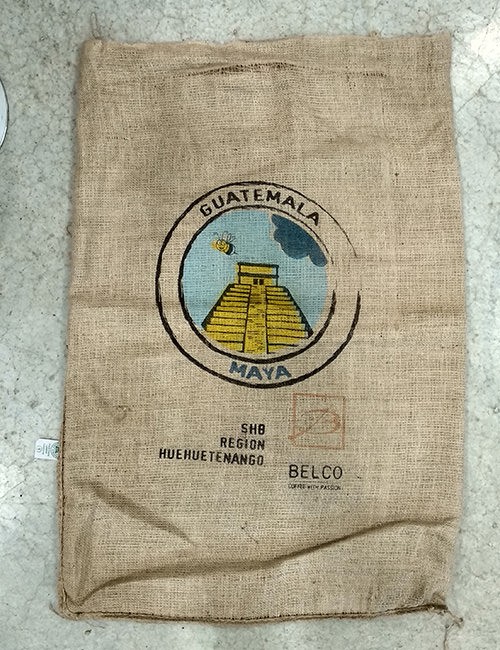 GUATEMALA
MAYA
SHB
REGION
HUEHUETENANGO
BELCO
COFFEE WITH PASSION